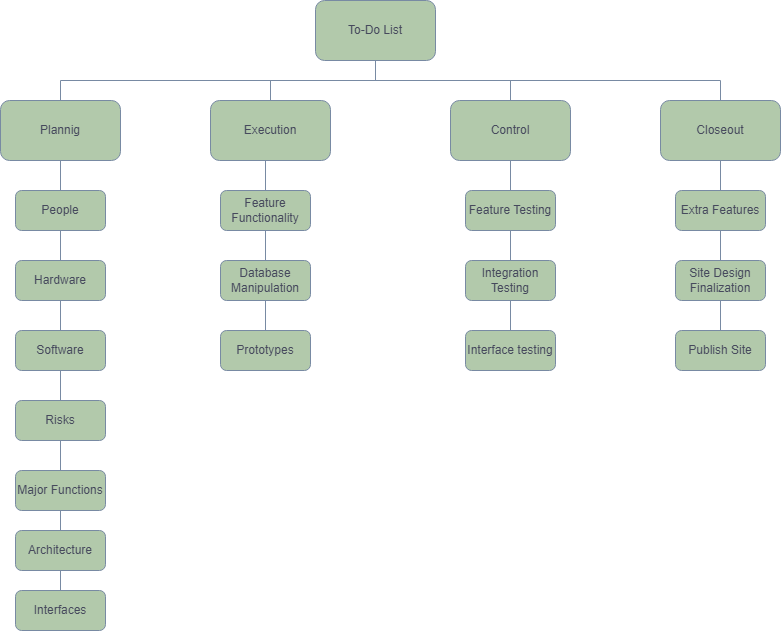 To-Do List
Plannig
Execution
Control
Closeout
People
Feature
Functionality
Feature Testing
Extra Features
Hardware
Database
Manipulation
Integration
Testing
Site Design
Finalization
Software
Prototypes
Interface testing
Publish Site
Risks
Major Functions
Architecture
Interfaces